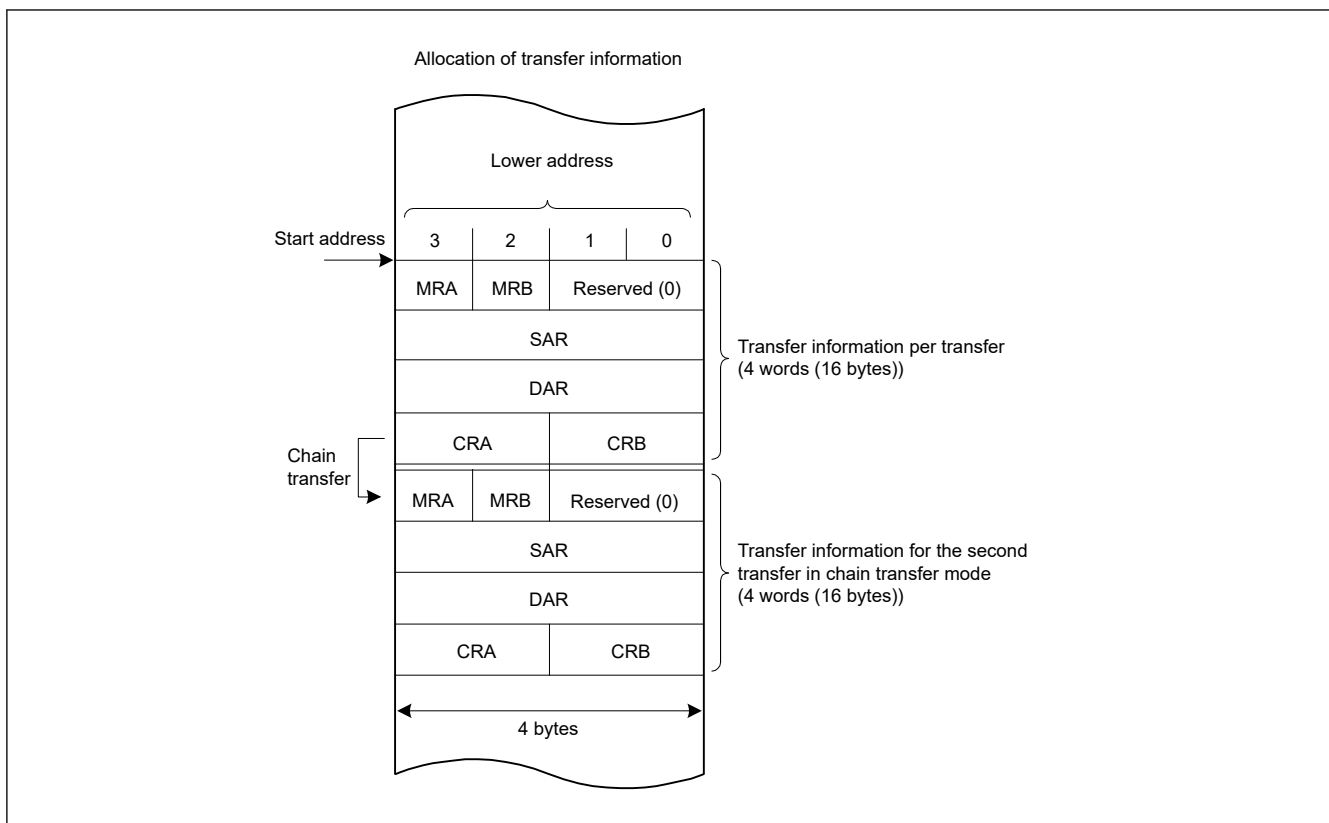 Allocation of transfer information
Lower address
Start address
3 2 1 0
MRA MRB Reserved (0)
SAR
DAR
CRA CRB
Transfer information per transfer
(4 words (16 bytes))
Chain
transfer
MRA MRB Reserved (0)
SAR
DAR
CRA CRB
Transfer information for the second
transfer in chain transfer mode
(4 words (16 bytes))
4 bytes